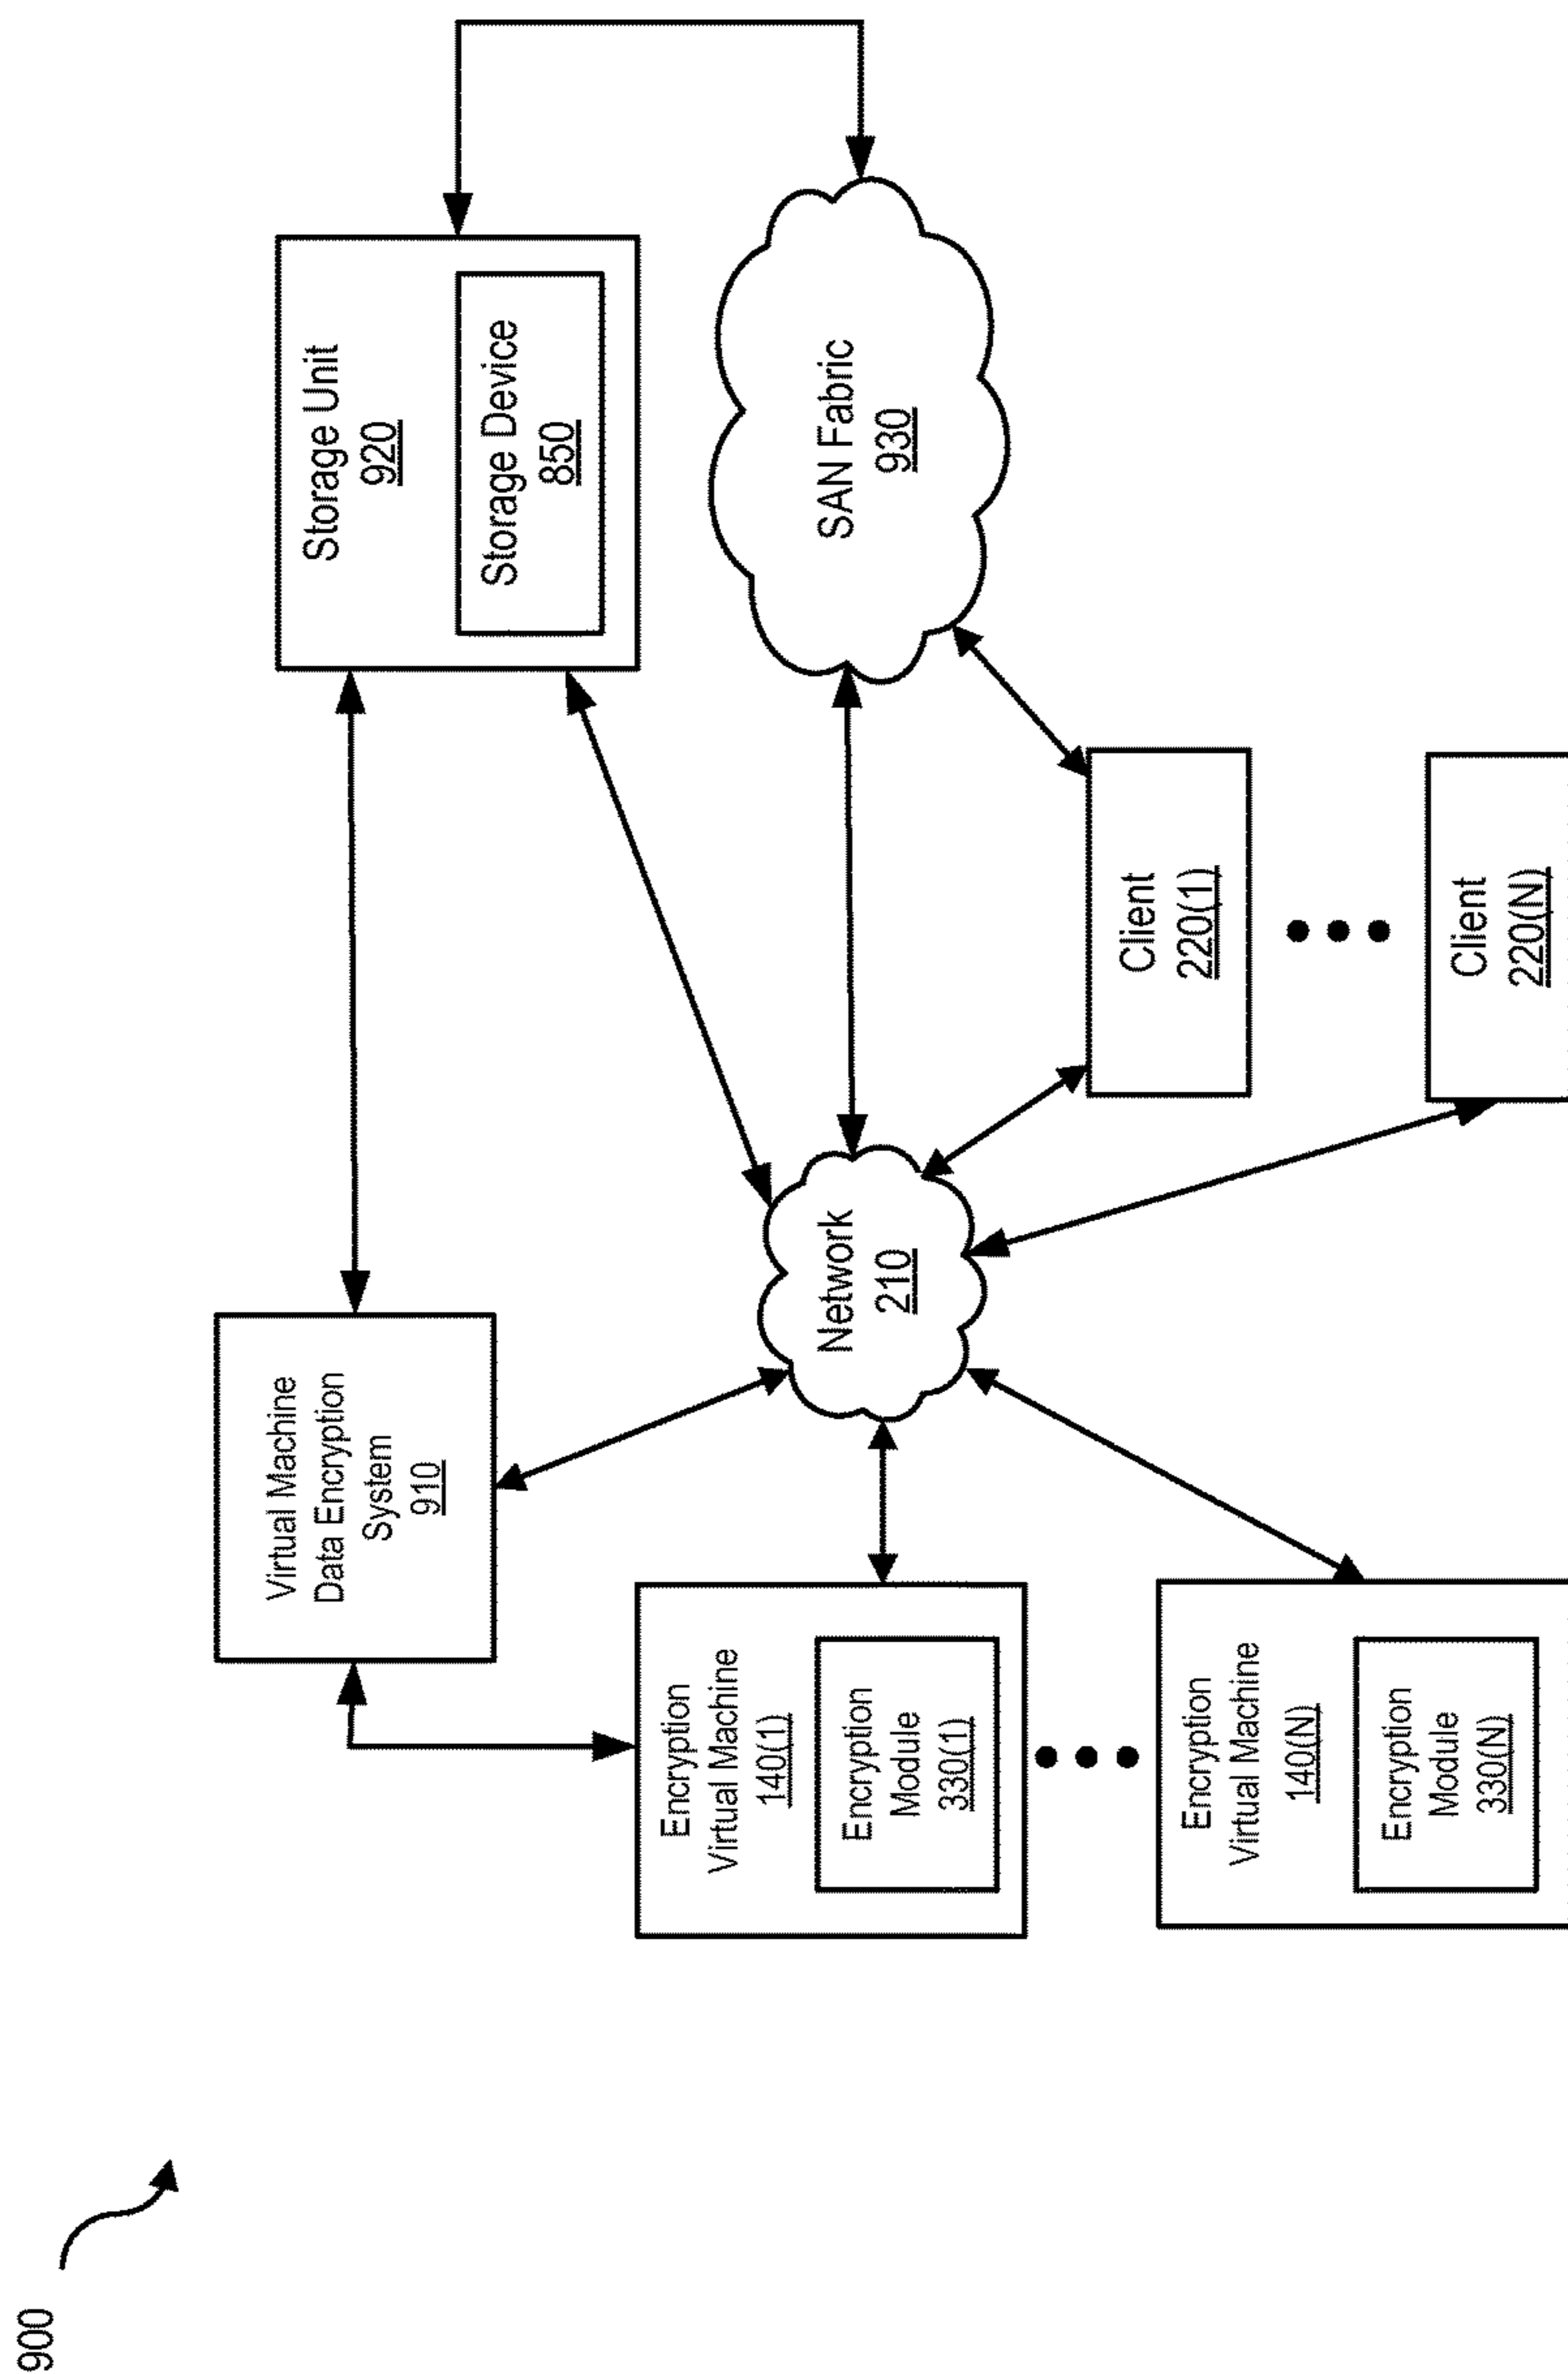 900
Virtual Machine
Data Encryption
System
910
Storage Unit
920
Storage Device
850
Encryption
Virtual Machine
140(1)
Encryption
Module
330(1)
Network
210
SAN Fabric
930
Client
220(1)
Encryption
Virtual Machine
140(N)
Encryption
Module
330(N)
Client
220(N)